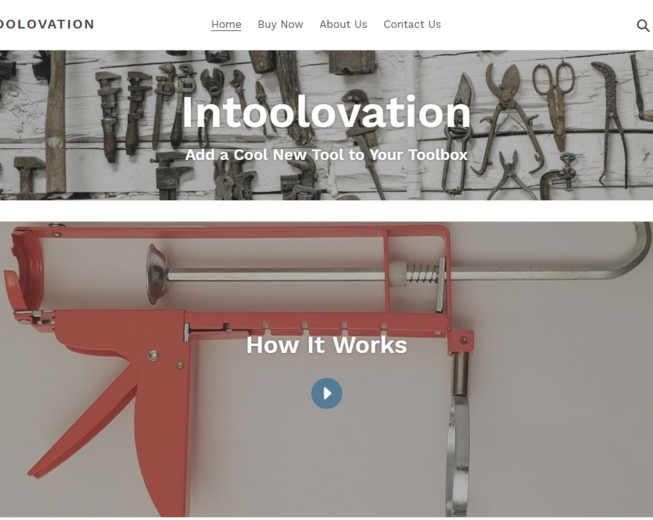 OOLOVATION
Home Buy Now About Us Contact Us
Intoolovation
Add a Cool New Tool to Your Toolbox
How It Works